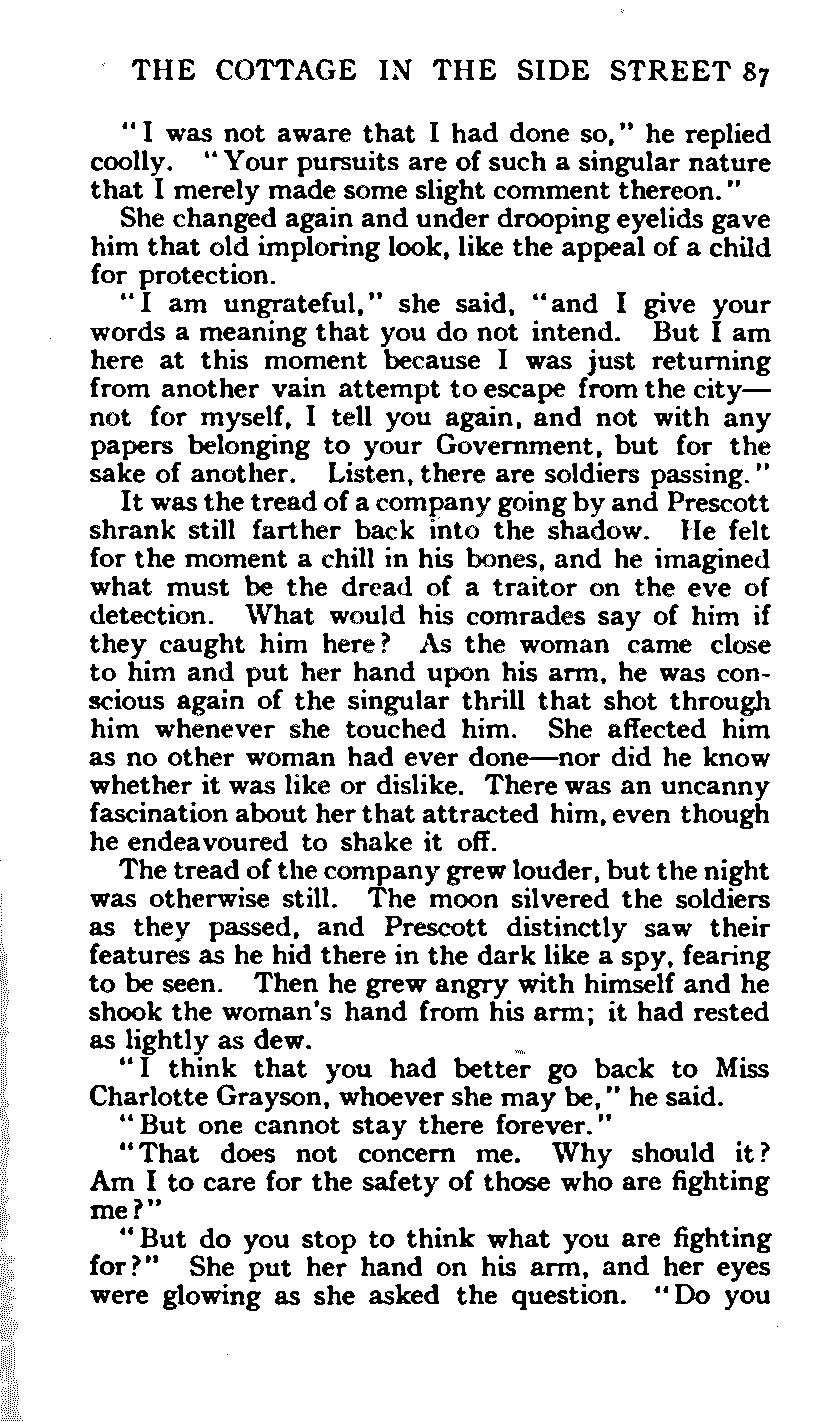 THE COTTAGE IN THE SIDE STREET 87
"I was not aware that I had done so," he replied
coolly. "Your pursuits are of such a singular nature
that I merely made some slight comment thereon."
She changed again and under drooping eyelids gave
him that old imploring look, like the appeal of a child
for protection.
"I am ungrateful," she said, "and I give your
words a meaning that you do not intend. But I am
here at this moment because I was just returning
from another vain attempt to escape from the city—
not for myself, I tell you again, and not with any
papers belonging to your Government, but for the
sake of another. Listen, there are soldiers passing."
It was the tread of a company going by and Prescott
shrank still farther back into the shadow. He felt
for the moment a chill in his bones, and he imagined
what must be the dread of a traitor on the eve of
detection. What would his comrades say of him if
they caught him here? As the woman came close
to him and put her hand upon his arm, he was con-
scious again of the singular thrill that shot through
him whenever she touched him. She affected him
as no other woman had ever done—nor did he know
whether it was like or dislike. There was an uncanny
fascination about her that attracted him, even though
he endeavoured to shake it off.
The tread of the company grew louder, but the night
was otherwise still. The moon silvered the soldiers
as they passed, and Prescott distinctly saw their
features as he hid there in the dark like a spy, fearing
to be seen. Then he grew angry with himself and he
shook the woman's hand from his arm; it had rested
as lightly as dew.
"I think that you had better go back to Miss
Charlotte Grayson, whoever she may be," he said.
"But one cannot stay there forever."
"That does not concern me. Why should it?
Am I to care for the safety of those who are fighting
me?"
"But do you stop to think what you are fighting
for?" She put her hand on his arm, and her eyes
were glowing as she asked the question. "Do you